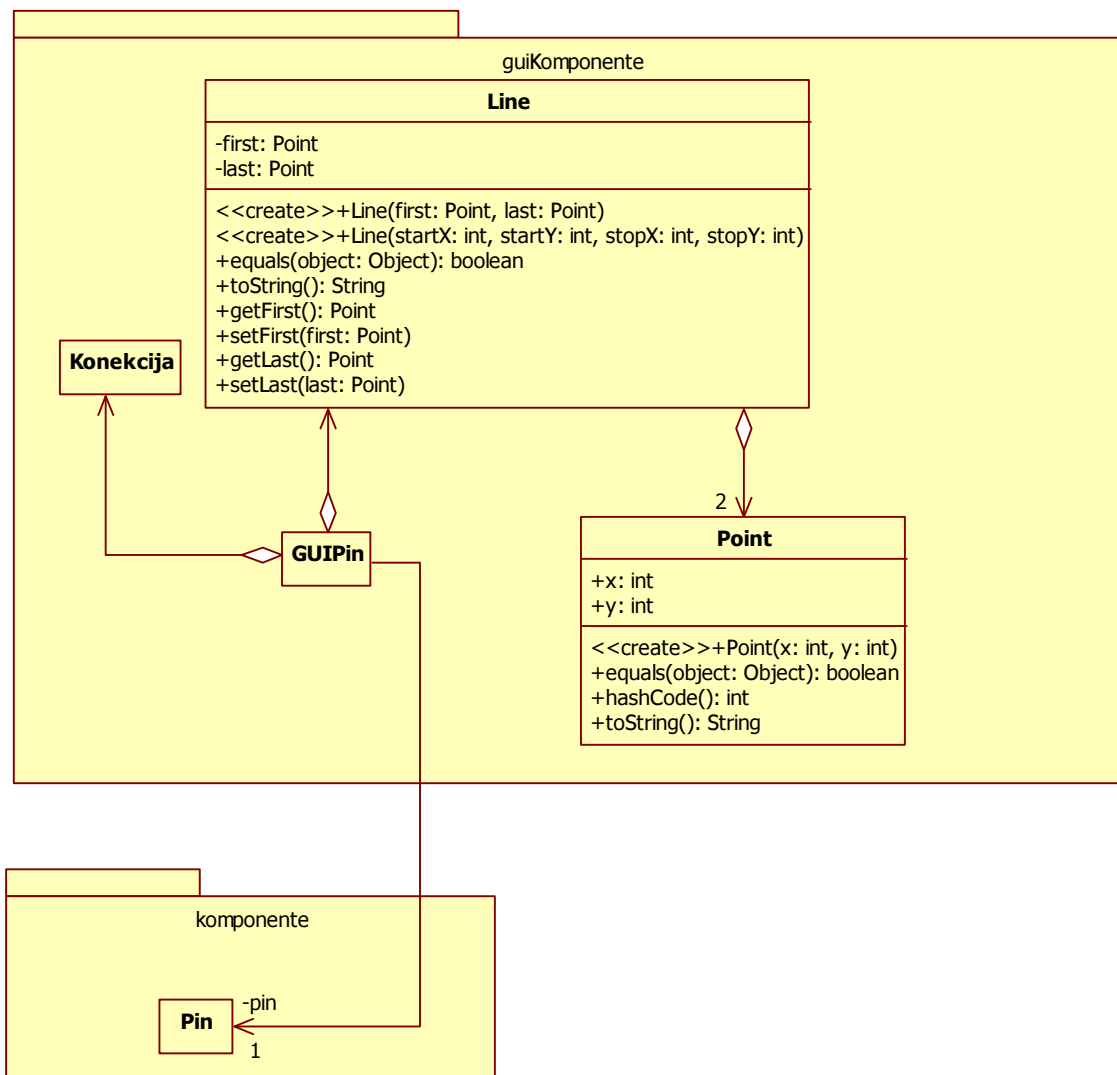 guiKomponente
Line
-first: Point
-last: Point
<<create>>+Line(first: Point, last: Point)
<<create>>+Line(startX: int, startY: int, stopX: int, stopY: int)
+equals(object: Object): boolean
+toString(): String
+getFirst(): Point
+setFirst(first: Point)
+getLast(): Point
+setLast(last: Point)
Konekcija
GUIPin
2
Point
+x: int
+y: int
<<create>>+Point(x: int, y: int)
+equals(object: Object): boolean
+hashCode(): int
+toString(): String
komponente
Pin
-pin
1